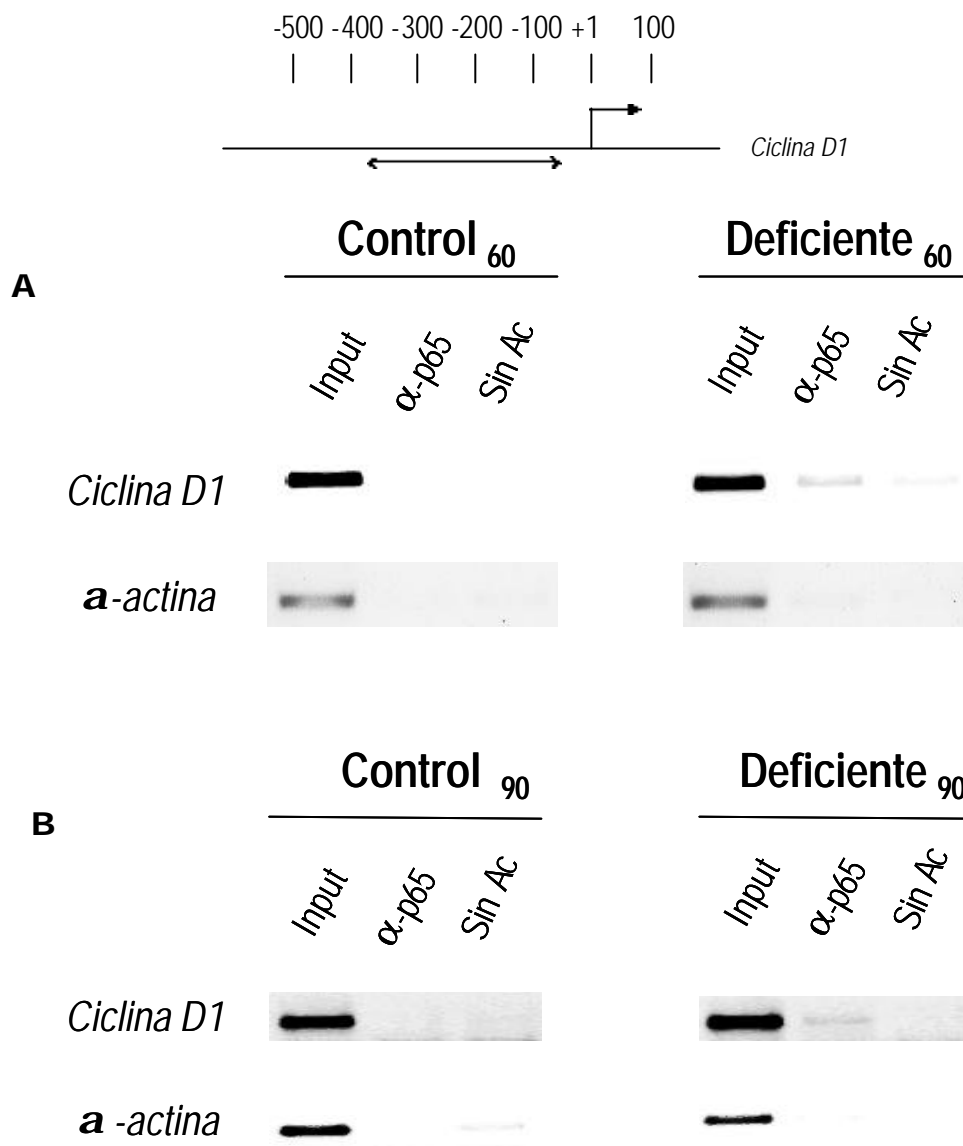 -500 -400 -300 -200 -100 +1 100
Ciclina D1
A
Control 60
Deficiente 60
Input α-p65 Sin Ac
Input α-p65 Sin Ac
Ciclina D1
a-actina
B
Control 90
Deficiente 90
Input α-p65 Sin Ac
Input α-p65 Sin Ac
Ciclina D1
a -actina